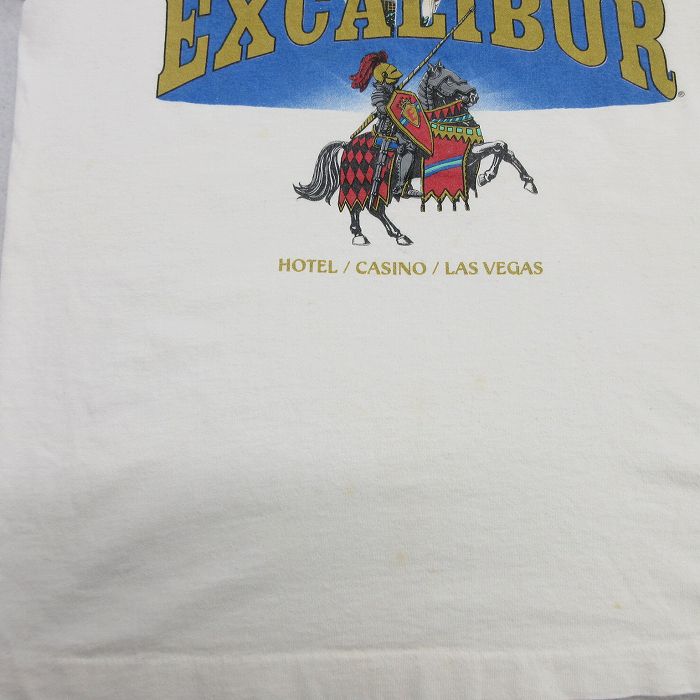 EXCALIBUR®
HOTEL / CASINO / LAS VEGAS